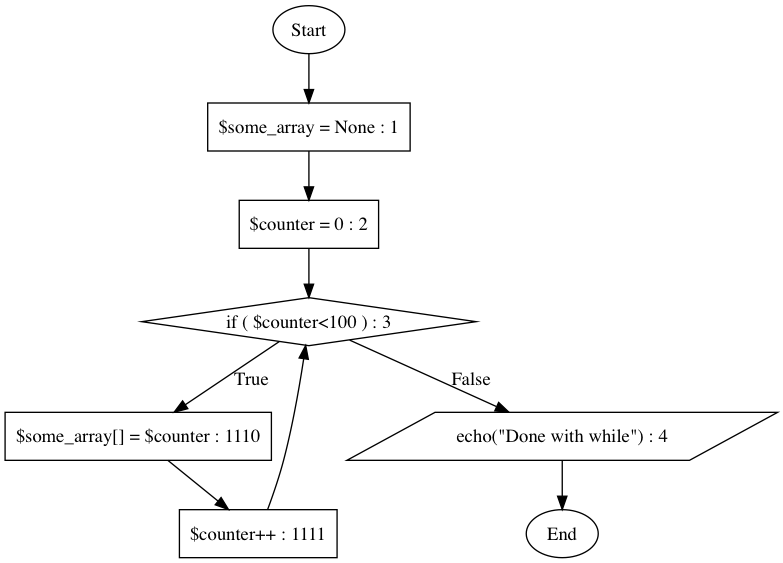 Start
$some_array = None : 1
$counter = 0 : 2
if ( $counter<100 ) : 3
True
False
$some_array[] = $counter : 1110
echo("Done with while") : 4
$counter++ : 1111
End